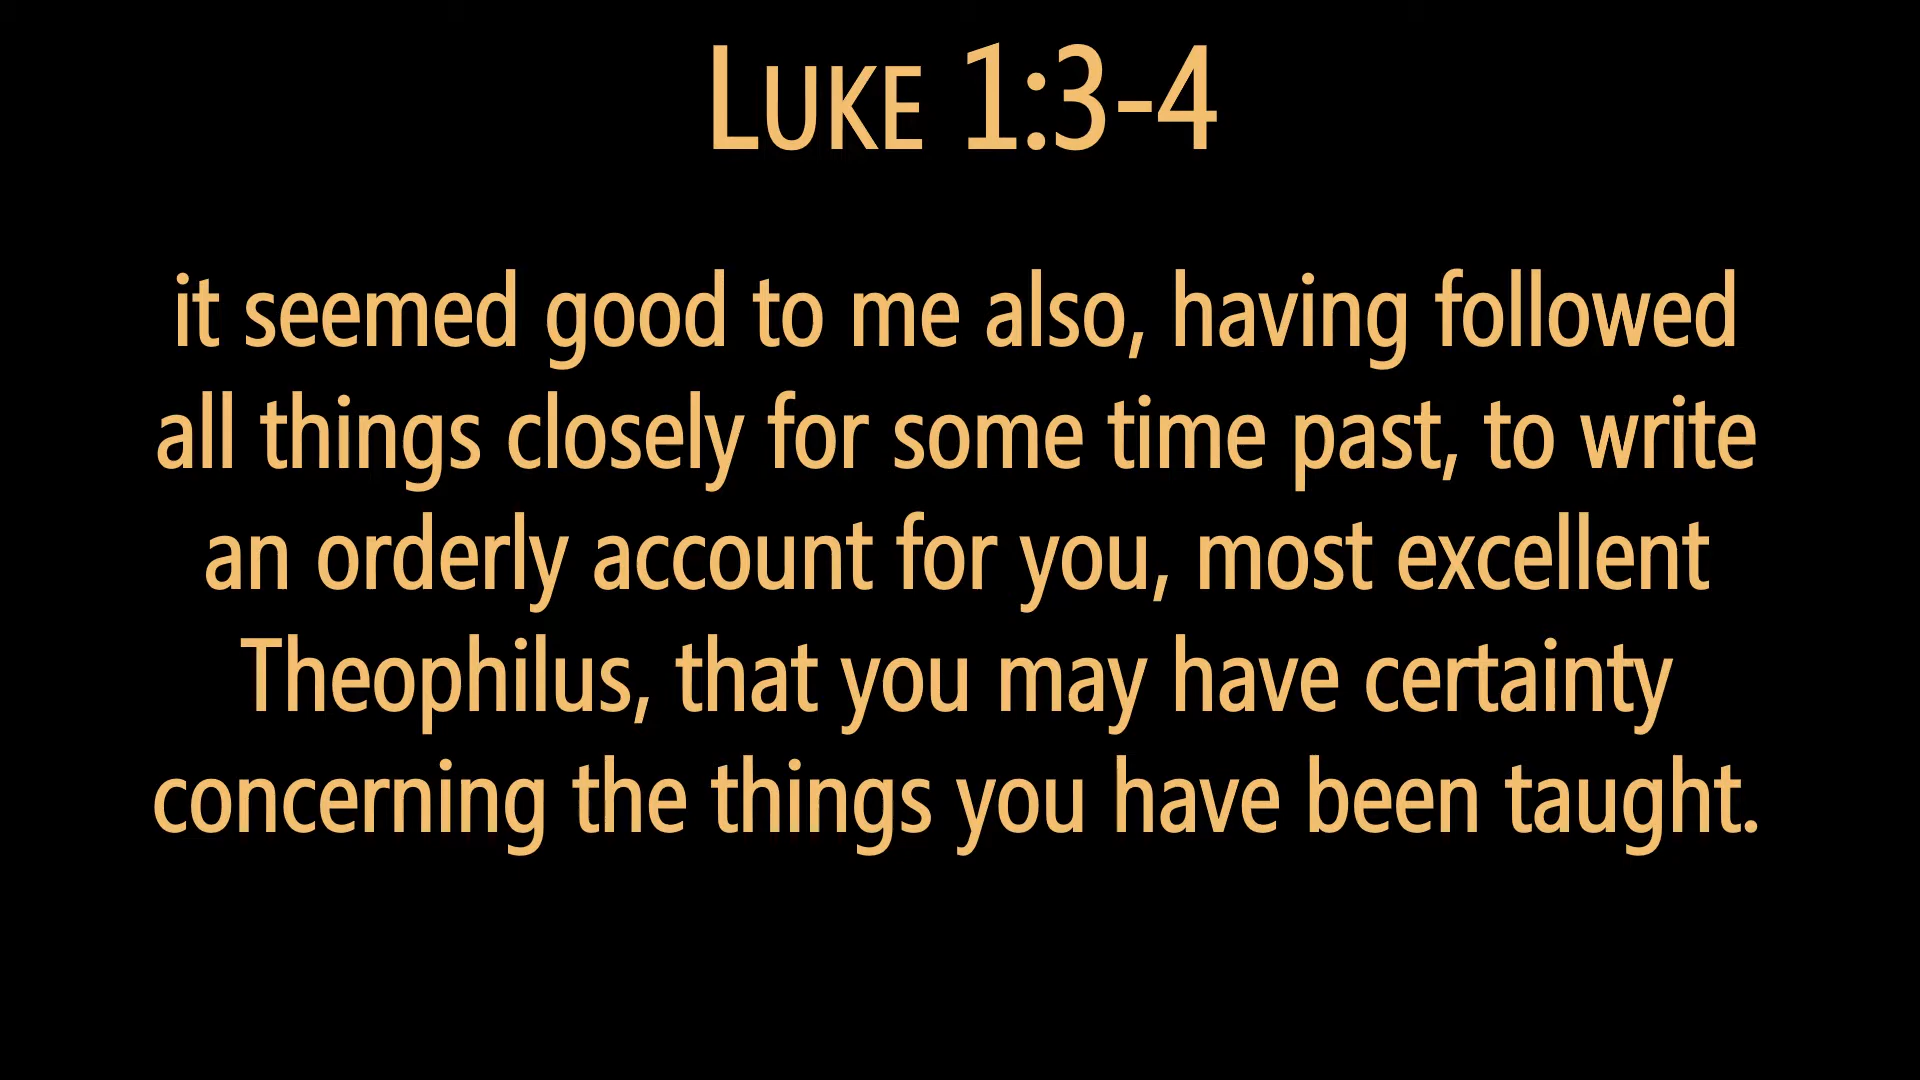 Luke 1:3-4
it seemed good to me also, having followed
all things closely for some time past, to write
an orderly account for you, most excellent
Theophilus, that you may have certainty
concerning the things you have been taught.